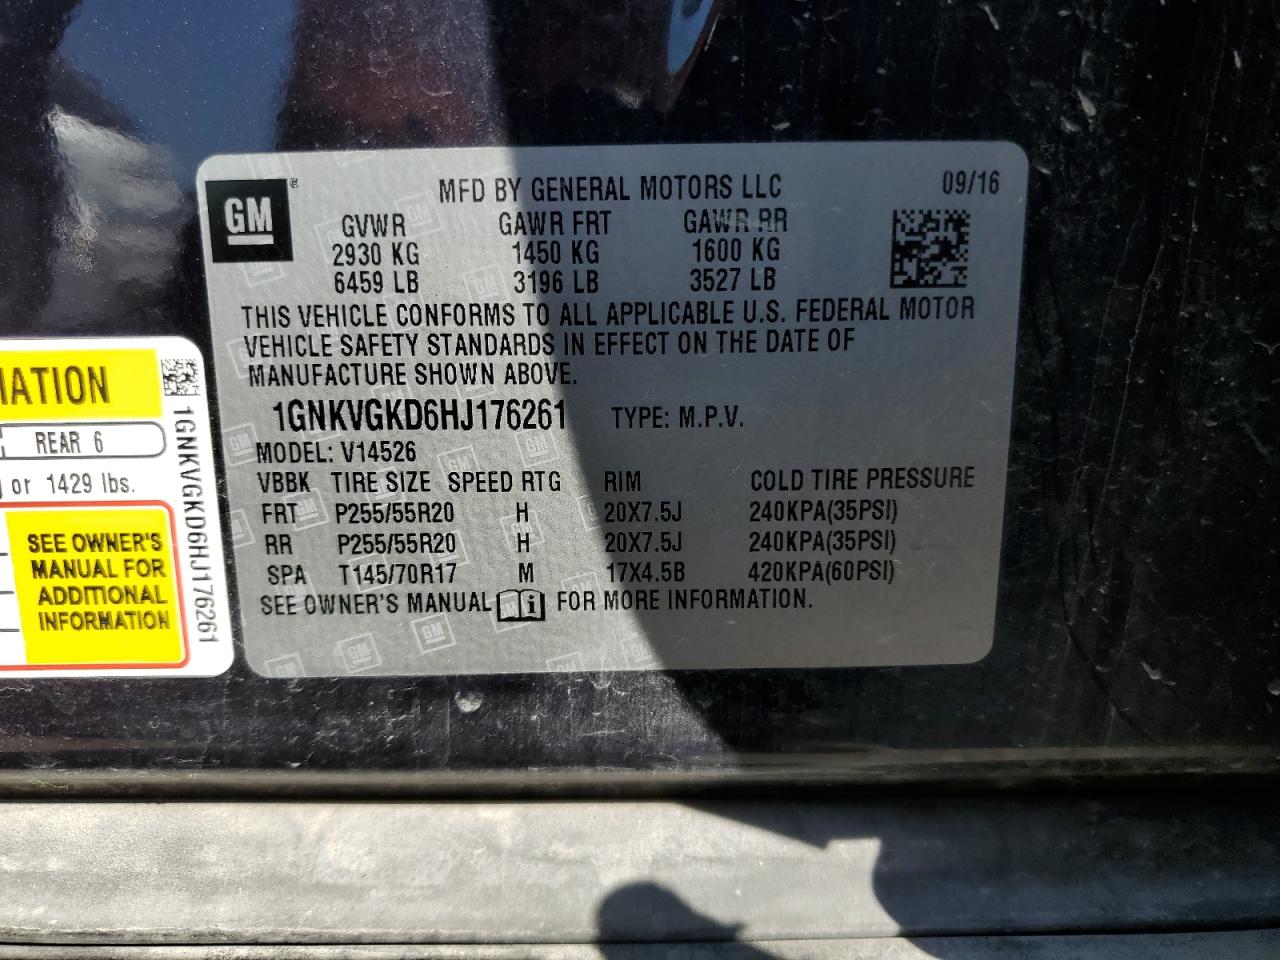 GM ®
MFD BY GENERAL MOTORS LLC 09/16
GVWR GAWR FRT GAWR RR
2930 KG 1450 KG 1600 KG
6459 LB 3196 LB 3527 LB
THIS VEHICLE CONFORMS TO ALL APPLICABLE U.S. FEDERAL MOTOR
VEHICLE SAFETY STANDARDS IN EFFECT ON THE DATE OF
MANUFACTURE SHOWN ABOVE.
1GNKVGKD6HJ176261 TYPE: M.P.V.
MODEL: V14526
VBBK TIRE SIZE SPEED RTG RIM COLD TIRE PRESSURE
FRT P255/55R20 H 20X7.5J 240KPA(35PSI)
RR P255/55R20 H 20X7.5J 240KPA(35PSI)
SPA T145/70R17 M 17X4.5B 420KPA(60PSI)
SEE OWNER'S MANUAL i FOR MORE INFORMATION.
MATION
REAR 6
or 1429 lbs.
SEE OWNER'S
MANUAL FOR
ADDITIONAL
INFORMATION
1GNKVGKD6HJ176261